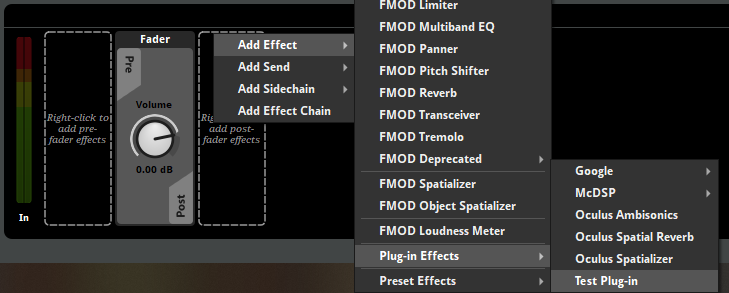 FMOD Limiter
FMOD Multiband EQ
FMOD Panner
FMOD Pitch Shifter
FMOD Reverb
FMOD Transceiver
FMOD Tremolo
FMOD Deprecated
FMOD Spatializer
FMOD Object Spatializer
FMOD Loudness Meter
Plug-in Effects
Preset Effects
Add Effect
Add Send
Add Sidechain
Add Effect Chain
Google
McDSP
Oculus Ambisonics
Oculus Spatial Reverb
Oculus Spatializer
Test Plug-in
Fader
Pre
Volume
0.00 dB
Post
In
Right-click to
add pre-
fader effects
add post-
fader effects